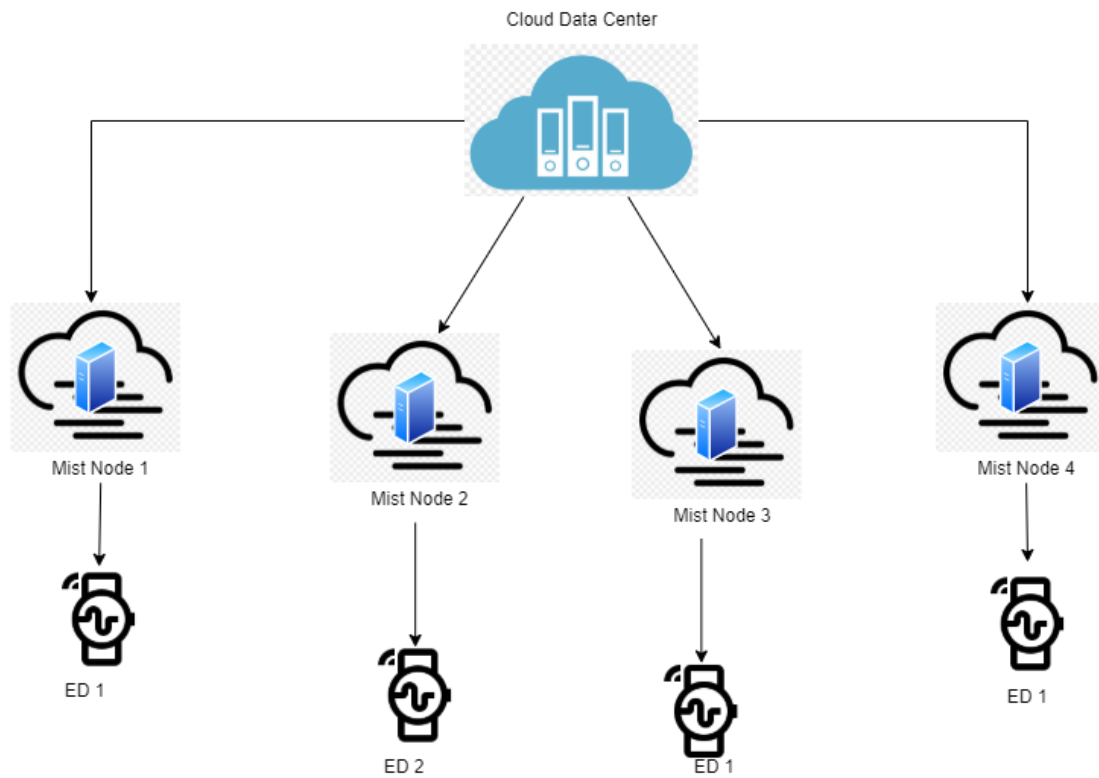 Cloud Data Center
Mist Node 1
Mist Node 2
Mist Node 3
Mist Node 4
ED 1
ED 2
ED 1
ED 1